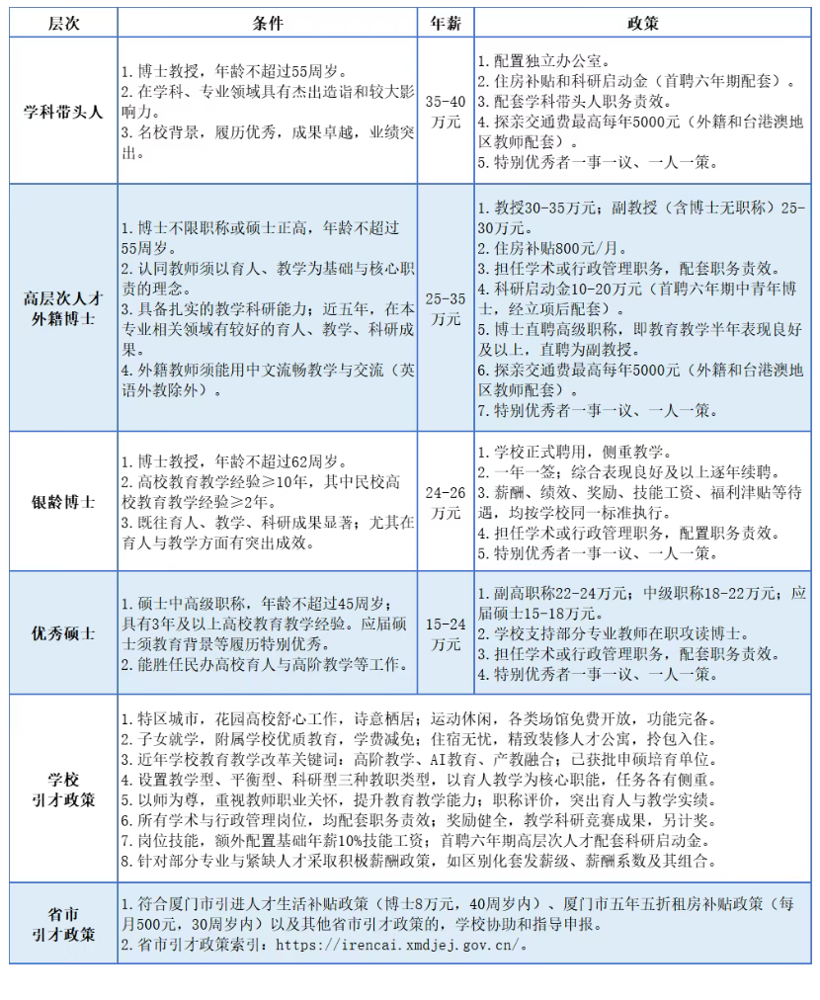 层次
条件
年薪
政策
学科带头人
1.博士教授，年龄不超过55周岁。
2.在学科、专业领域具有杰出造诣和较大影
响力。
3.名校背景，履历优秀，成果卓越，业绩突
出。
35-40
万元
1.配置独立办公室。
2.住房补贴和科研启动金（首聘六年期配套）。
3.配套学科带头人职务责效。
4.探亲交通费最高每年5000元（外籍和台港澳地
区教师配套）。
5.特别优秀者一事一议、一人一策。
高层次人才
外籍博士
1.博士不限职称或硕士正高，年龄不超过
55周岁。
2.认同教师须以育人、教学为基础与核心职
责的理念。
3.具备扎实的教学科研能力；近五年，在本
专业相关领域有较好的育人、教学、科研成
果。
4.外籍教师须能用中文流畅教学与交流（英
语外教除外）。
25-35
万元
1.教授30-35万元；副教授（含博士无职称）25-
30万元。
2.住房补贴800元/月。
3.担任学术或行政管理职务，配套职务责效。
4.科研启动金10-20万元（首聘六年期中青年博
士，经立项后配套）。
5.博士直聘高级职称，即教育教学半年表现良好
及以上，直聘为副教授。
6.探亲交通费最高每年5000元（外籍和台港澳地
区教师配套）。
7.特别优秀者一事一议、一人一策。
银龄博士
1.博士教授，年龄不超过62周岁。
2.高校教育教学经验≥10年，其中民校高
校教育教学经验≥2年。
3.既往育人、教学、科研成果显著；尤其在
育人与教学方面有突出成效。
24-26
万元
1.学校正式聘用，侧重教学。
2.一年一签；综合表现良好及以上逐年续聘。
3.薪酬、绩效、奖励、技能工资、福利津贴等待
遇，均按学校同一标准执行。
4.担任学术或行政管理职务，配置职务责效。
5.特别优秀者一事一议、一人一策。
优秀硕士
1.硕士中高级职称，年龄不超过45周岁；
具有3年及以上高校教育教学经验。应届硕
士须教育背景等履历特别优秀。
2.能胜任民办高校育人与高阶教学等工作。
15-24
万元
1.副高职称22-24万元；中级职称18-22万元；应
届硕士15-18万元。
2.学校支持部分专业教师在职攻读博士。
3.担任学术或行政管理职务，配套职务责效。
4.特别优秀者一事一议、一人一策。
学校
引才政策
1.特区城市，花园高校舒心工作，诗意栖居；运动休闲，各类场馆免费开放，功能完备。
2.子女就学，附属学校优质教育，学费减免；住宿无忧，精致装修人才公寓，拎包入住。
3.近年学校教育教学改革关键词：高阶教学、AI教育、产教融合；已获批申硕培育单位。
4.设置教学型、平衡型、科研型三种教职类型，以育人教学为核心职能，任务各有侧重。
5.以师为尊，重视教师职业关怀，提升教育教学能力；职称评价，突出育人与教学实绩。
6.所有学术与行政管理岗位，均配套职务责效；奖励健全，教学科研竞赛成果，另计奖。
7.岗位技能，额外配置基础年薪10%技能工资；首聘六年期高层次人才配套科研启动金。
8.针对部分专业与紧缺人才采取积极薪酬政策，如区别化套发薪级、薪酬系数及其组合。
省市
引才政策
1.符合厦门市引进人才生活补贴政策（博士8万元，40周岁内）、厦门市五年五折租房补贴政策（每
月500元，30周岁内）以及其他省市引才政策的，学校协助和指导申报。
2.省市引才政策索引：https://irencai.xmdjej.gov.cn/。